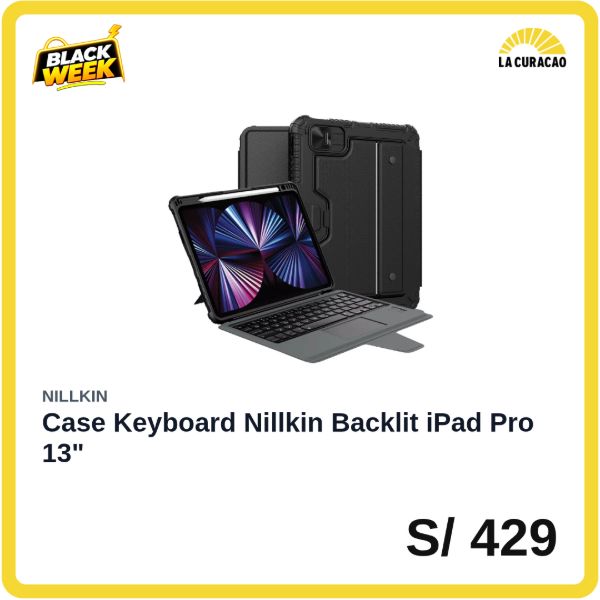 BLACK
WEEK
LA CURACAO
NILLKIN
Case Keyboard Nillkin Backlit iPad Pro
13"
S/ 429